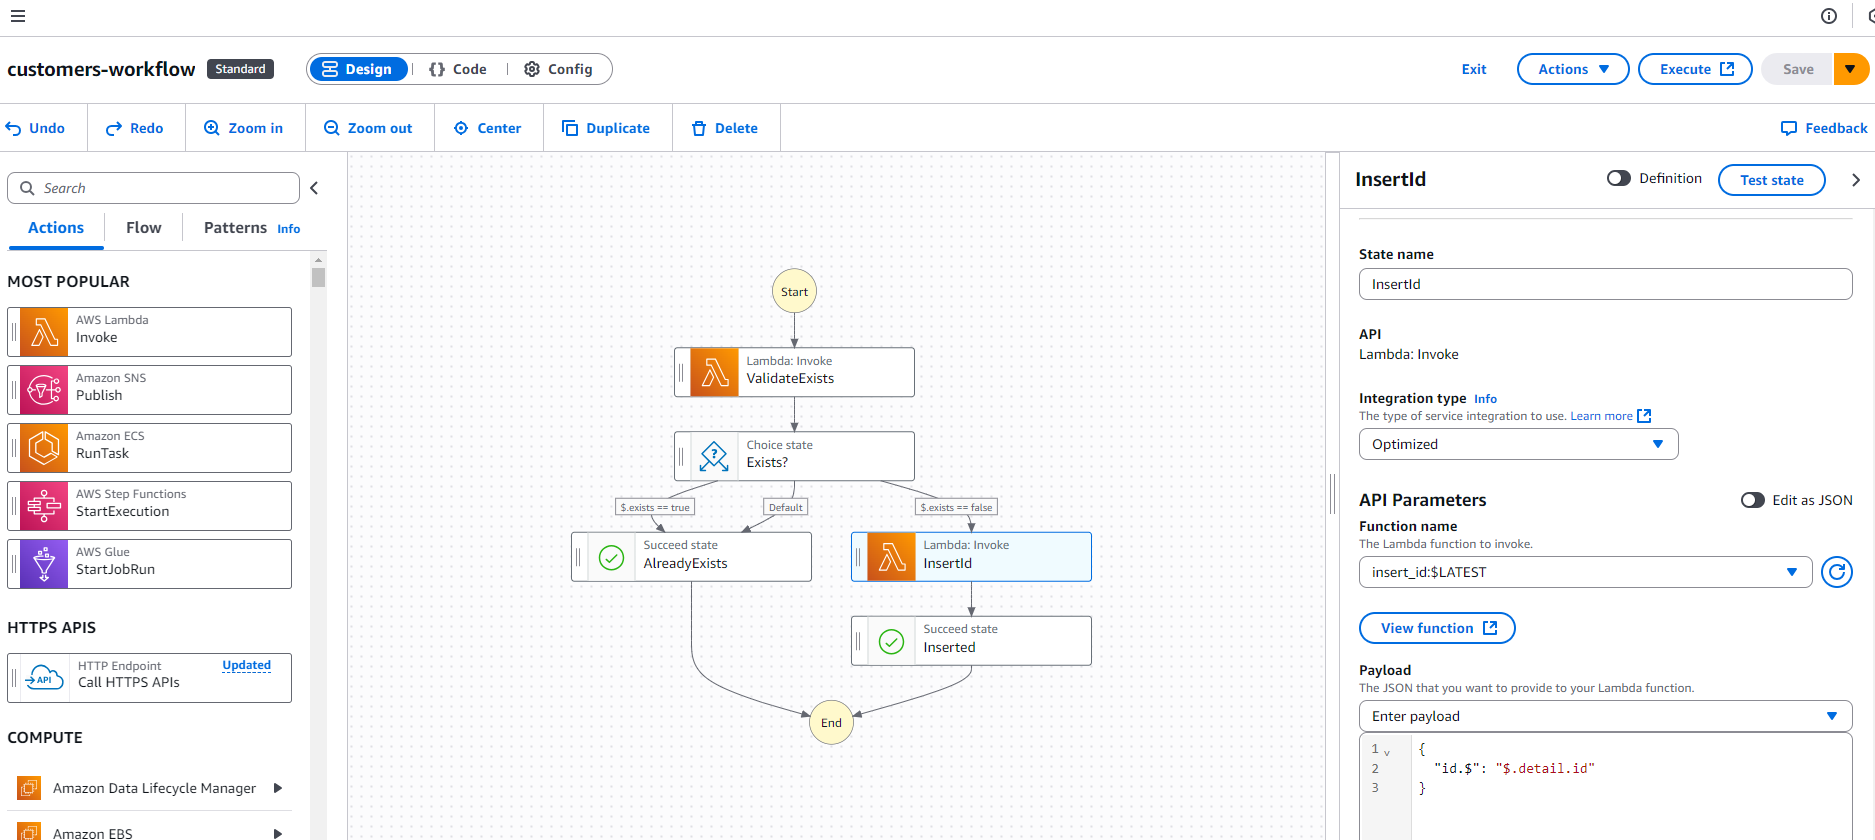 customers-workflow Standard Design Code Config Exit Actions Execute Save
Undo Redo Zoom in Zoom out Center Duplicate Delete Feedback
Search
Actions Flow Patterns Info
MOST POPULAR
AWS Lambda
Invoke
Amazon SNS
Publish
Amazon ECS
RunTask
AWS Step Functions
StartExecution
AWS Glue
StartJobRun
HTTPS APIS
HTTP Endpoint Updated
Call HTTPS APIs
API
COMPUTE
Amazon Data Lifecycle Manager
Amazon EBS
Start
Lambda: Invoke
ValidateExists
Choice state
Exists?
$.exists == true Default $.exists == false
Succeed state
AlreadyExists
Lambda: Invoke
InsertId
Succeed state
Inserted
End
InsertId Definition Test state
State name
InsertId
API
Lambda: Invoke
Integration type Info
The type of service integration to use. Learn more
Optimized
API Parameters Edit as JSON
Function name
The Lambda function to invoke.
insert_id:$LATEST
View function
Payload
The JSON that you want to provide to your Lambda function.
Enter payload
1 {
2 "id.$": "$.detail.id"
3 }